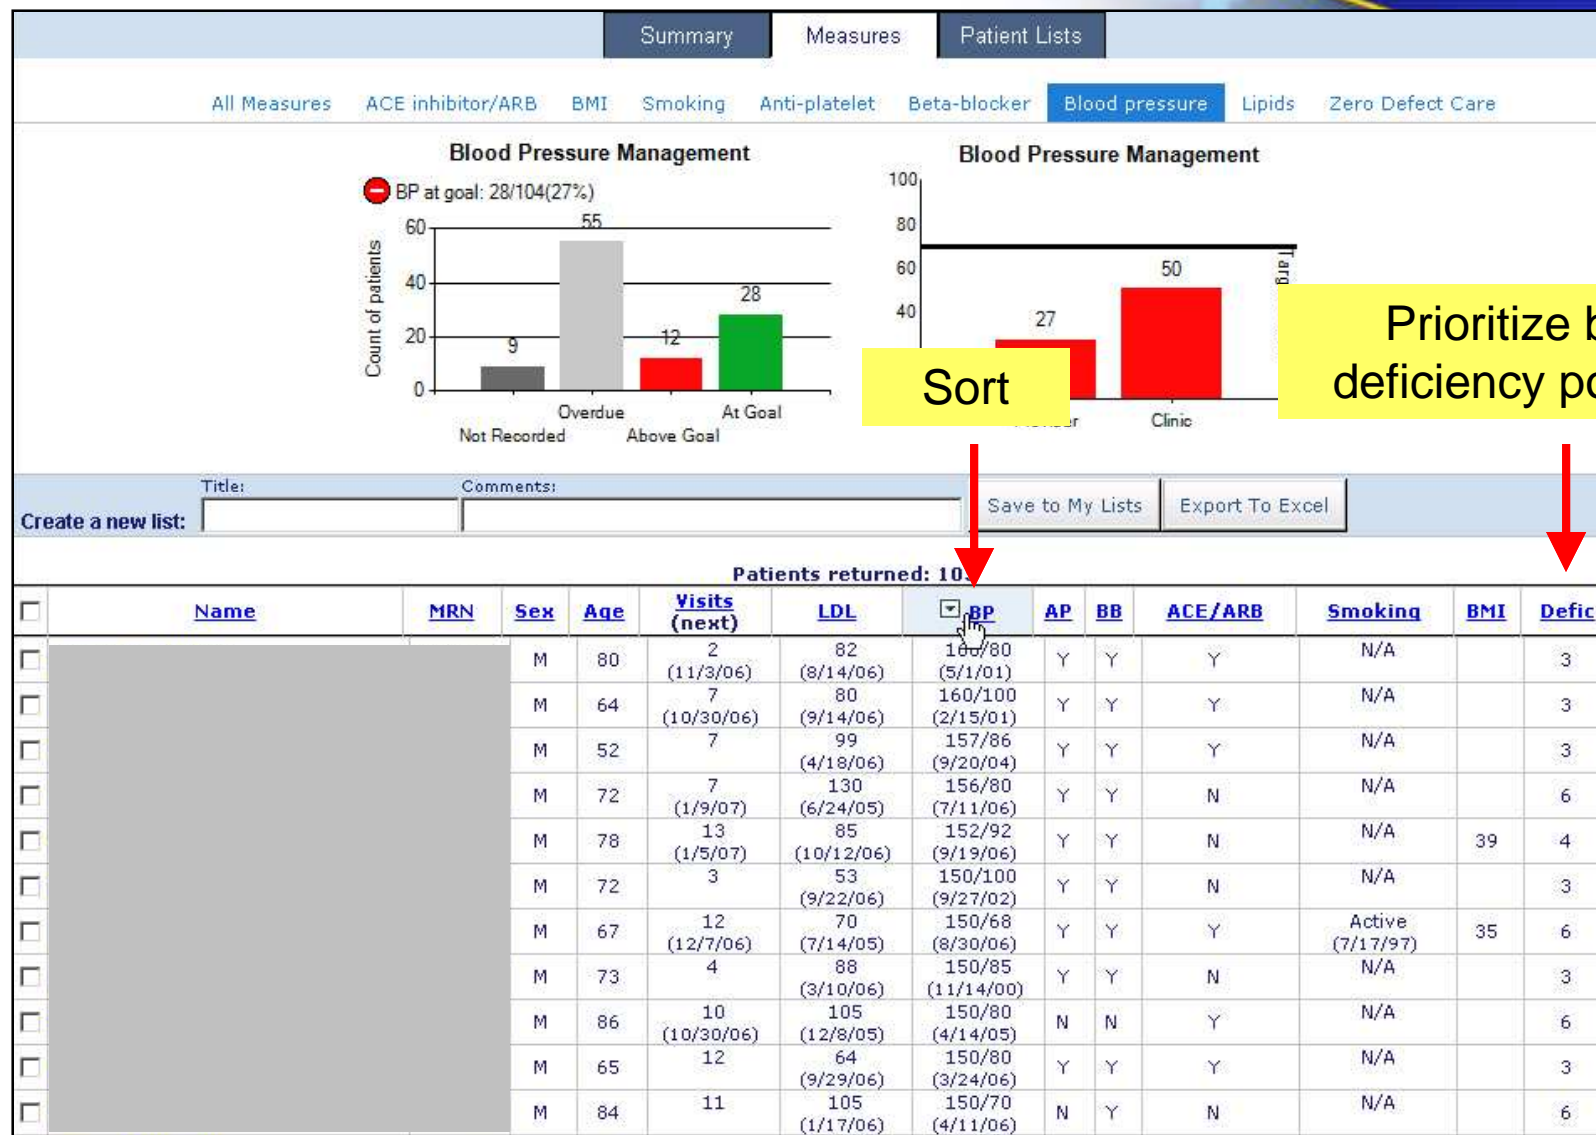 Summary Measures Patient Lists
All Measures ACE inhibitor/ARB BMI Smoking Anti-platelet Beta-blocker Blood pressure Lipids Zero Defect Care
Blood Pressure Management
BP at goal: 28/104(27%)
60
40
20
0
Count of patients
9
55
12
28
Overdue At Goal
Not Recorded Above Goal
Blood Pressure Management
100
80
60
40
27
50
Clinic
Sort
Prioritize
deficiency
Title: Comments:
Create a new list: Save to My Lists Export To Excel
Patients returned:
Name MRN Sex Age Visits (next) LDL BP AP BB ACE/ARB Smoking BMI Defic
M 80 2 (11/3/06) 82 (8/14/06) (5/1/01) Y Y Y N/A 3
M 64 7 (10/30/06) 80 (9/14/06) 160/100 (2/15/01) Y Y Y N/A 3
M 52 7 99 (4/18/06) 157/86 (9/20/04) Y Y Y N/A 3
M 72 7 (1/9/07) 130 (6/24/05) 156/80 (7/11/06) Y Y N N/A 6
M 78 13 (1/5/07) 85 (10/12/06) 152/92 (9/19/06) Y Y N N/A 39 4
M 72 3 53 (9/22/06) 150/100 (9/27/02) Y Y N N/A 3
M 67 12 (12/7/06) 70 (7/14/05) 150/68 (8/30/06) Y Y Y Active (7/17/97) 35 6
M 73 4 88 (3/10/06) 150/85 (11/14/00) Y Y N N/A 3
M 86 10 (10/30/06) 105 (12/8/05) 150/80 (4/14/05) N N Y N/A 6
M 65 12 64 (9/29/06) 150/80 (3/24/06) Y Y Y N/A 3
M 84 11 105 (1/17/06) 150/70 (4/11/06) N Y N N/A 6